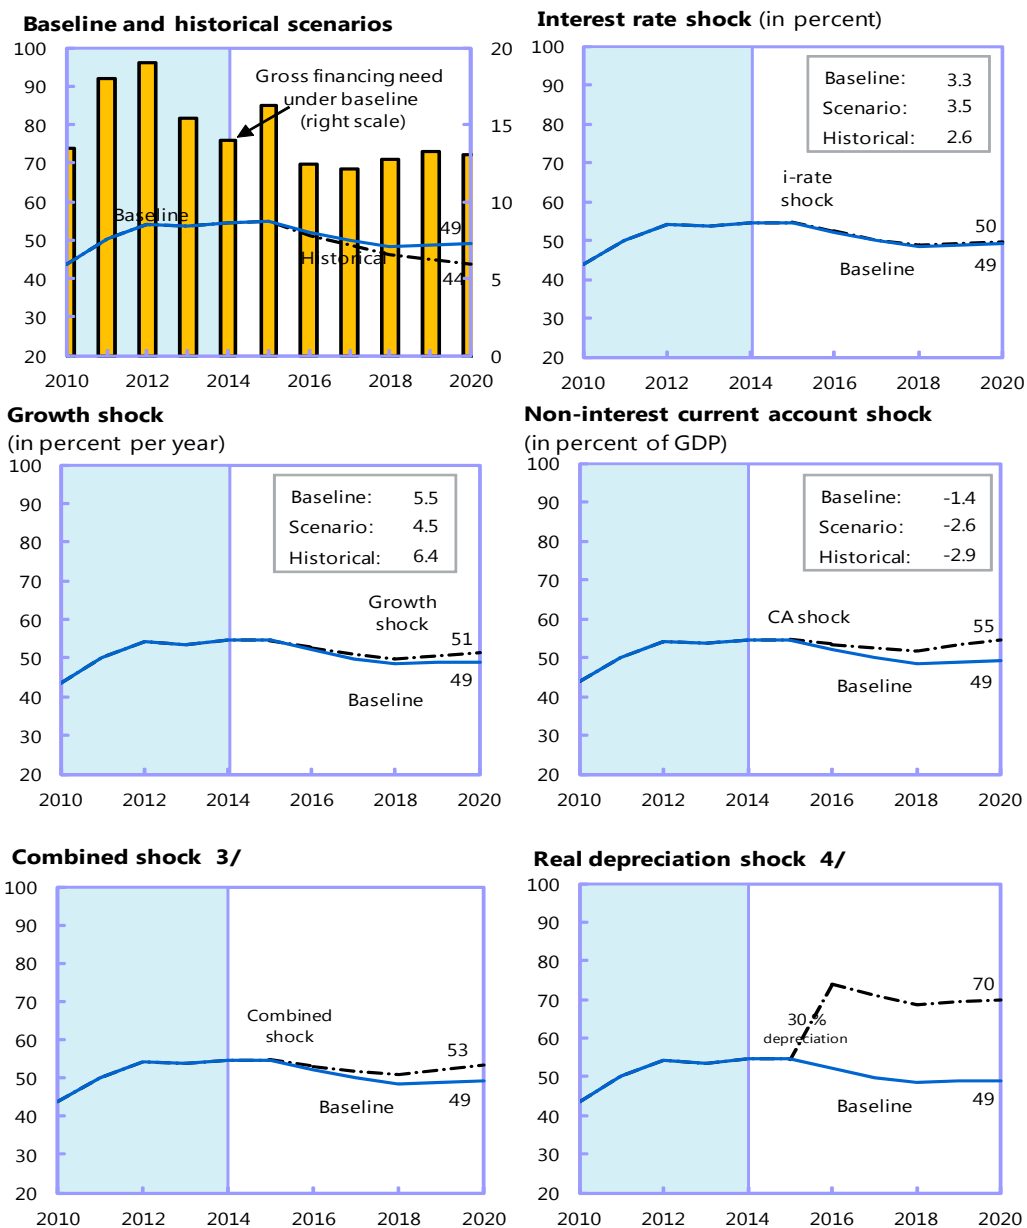 Baseline and historical scenarios
100
90
80
70
60
50
40
30
20
20
15
10
5
0
Gross financing need
under baseline
(right scale)
Baseline
49
Historical
44
2010 2012 2014 2016 2018 2020
Interest rate shock (in percent)
100
90
80
70
60
50
40
30
20
Baseline: 3.3
Scenario: 3.5
Historical: 2.6
i-rate
shock
50
Baseline
49
2010 2012 2014 2016 2018 2020
Growth shock
(in percent per year)
100
90
80
70
60
50
40
30
20
Baseline: 5.5
Scenario: 4.5
Historical: 6.4
Growth
shock
51
49
Baseline
2010 2012 2014 2016 2018 2020
Non-interest current account shock
(in percent of GDP)
100
90
80
70
60
50
40
30
20
Baseline: -1.4
Scenario: -2.6
Historical: -2.9
CA shock
55
Baseline
49
2010 2012 2014 2016 2018 2020
Combined shock 3/
100
90
80
70
60
50
40
30
20
Combined
shock
53
Baseline
49
2010 2012 2014 2016 2018 2020
Real depreciation shock 4/
100
90
80
70
60
50
40
30
20
70
30 %
depreciation
Baseline
49
2010 2012 2014 2016 2018 2020